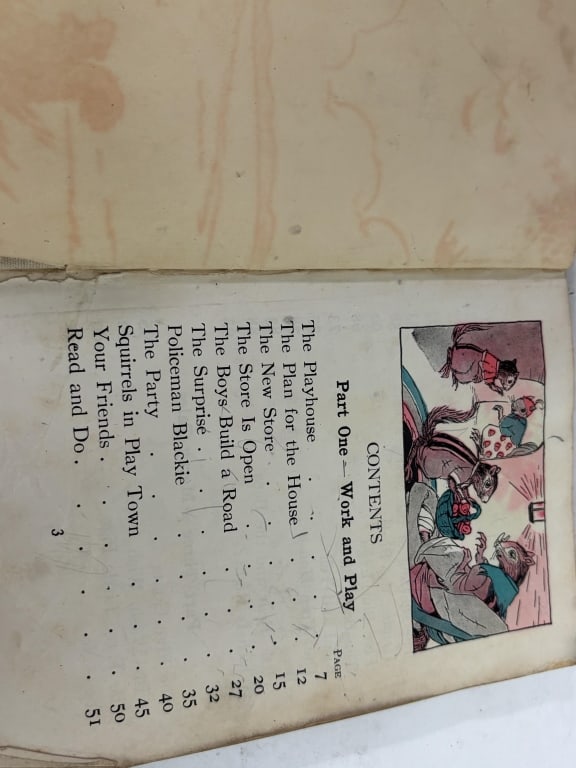 CONTENTS
Part One — Work and Play
PAGE
The Playhouse . . . . . 7
The Plan for the House . . . 12
The New Store . . . . . 15
The Store Is Open . . . . 20
The Boys Build a Road . . . 27
The Surprise . . . . . 32
Policeman Blackie . . . . 35
The Party . . . . . 40
Squirrels in Play Town . . . 45
Your Friends . . . . . 50
Read and Do . . . . . 51
3